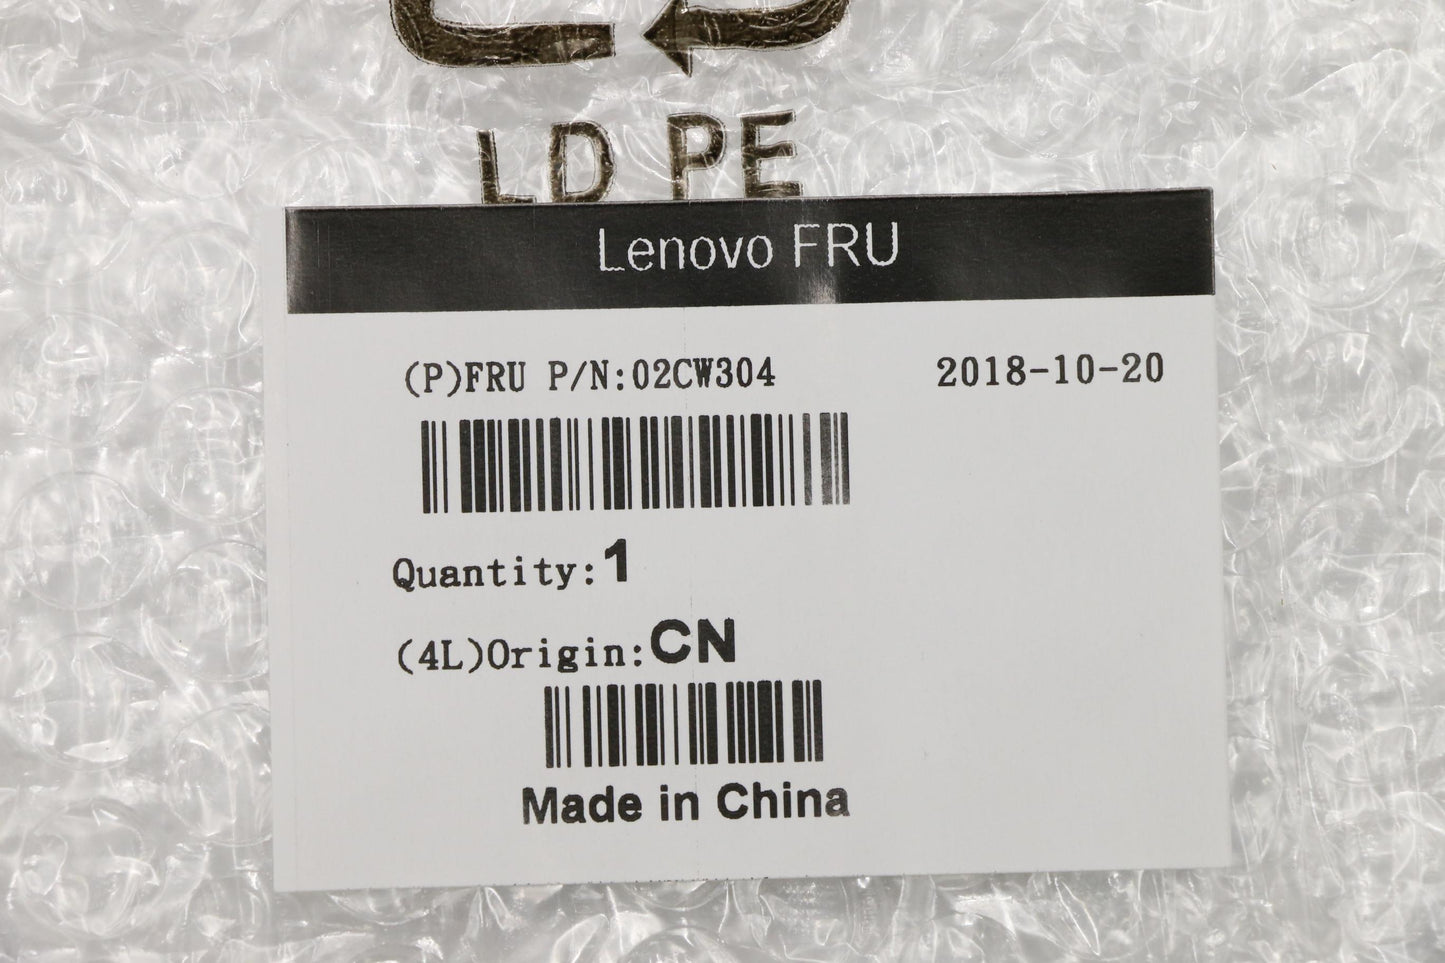 LD PE
Lenovo FRU
(P)FRU P/N:02CW304 2018-10-20
Quantity:1
(4L)Origin:CN
Made in China